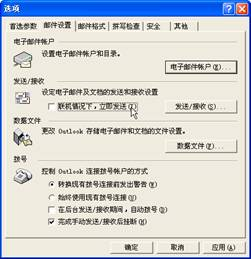 选项
首选参数 邮件设置 邮件格式 拼写检查 安全 其他
电子邮件帐户
设置电子邮件帐户和目录。
电子邮件帐户(E)...
发送/接收
设定电子邮件及文档的发送和接收设置
联机情况下，立即发送(I)
发送/接收(S)...
数据文件
更改 Outlook 存储电子邮件和文档的文件设置。
数据文件(F)...
拨号
控制 Outlook 连接拨号帐户的方式
转换现有拨号连接前发出警告(W)
始终使用现有拨号连接(U)
在后台发送/接收期间，自动拨号(D)
完成手动发送/接收后挂断(H)
确定 取消 应用(A)